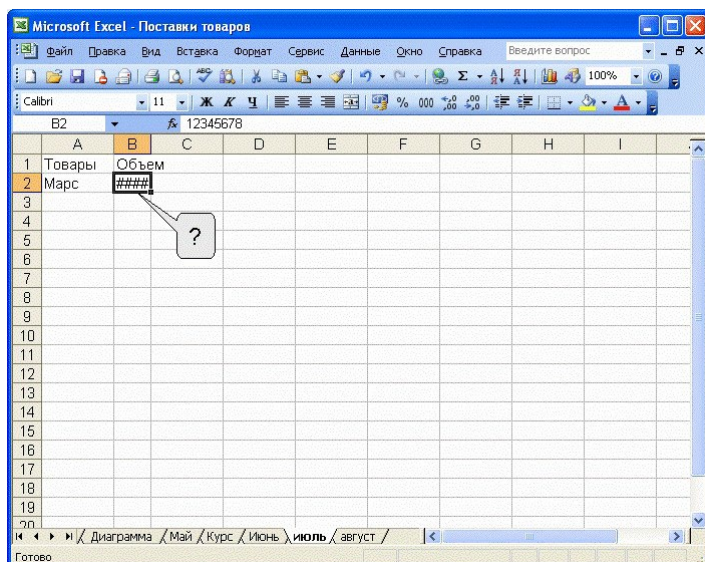 Microsoft Excel - Поставки товаров
Файл Правка Вид Вставка Формат Сервис Данные Окно Справка Введите вопрос
100%
Calibri 11 Ж К Ч % 000
B2 fx 12345678
A B C D E F G H I
1 Товары Объем
2 Марс ####
3
4
?
5
6
7
8
9
10
11
12
13
14
15
16
17
18
19
20
Диаграмма Май Курс Июнь июль август
Готово